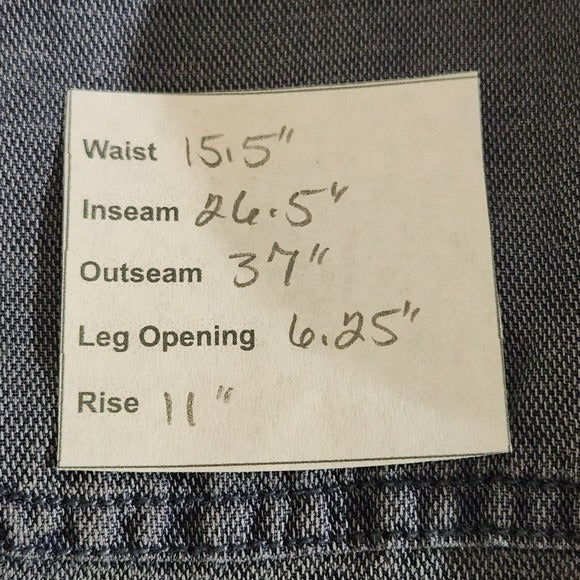 Waist 15.5"
Inseam 26.5"
Outseam 37"
Leg Opening 6.25"
Rise 11"